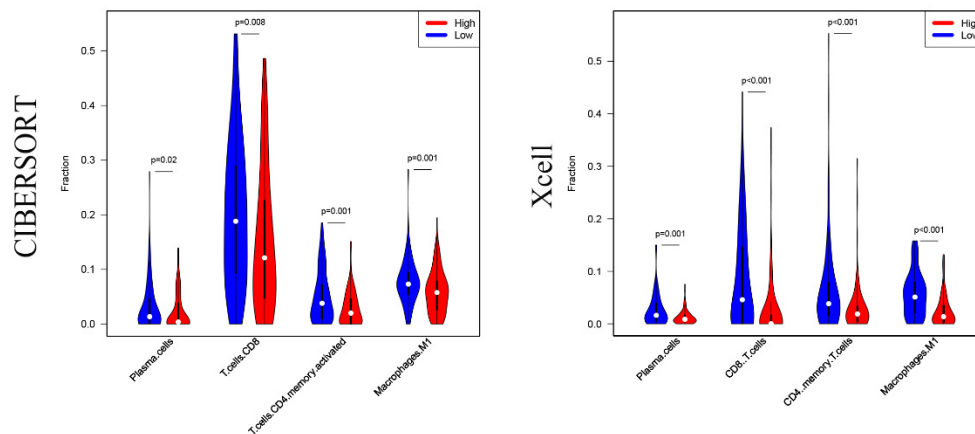 CIBERSORT
Fraction
0.5
0.4
0.3
0.2
0.1
0.0
p=0.02
p=0.008
p=0.001
p=0.001
High
Low
Plasma.cells
T.cells.CD8
T.cells.CD4.memory.activated
Macrophages.M1
Xcell
Fraction
0.5
0.4
0.3
0.2
0.1
0.0
p=0.001
p<0.001
p<0.001
p<0.001
High
Low
Plasma.cells
CD8..T.cells
CD4..memory.T.cells
Macrophages.M1